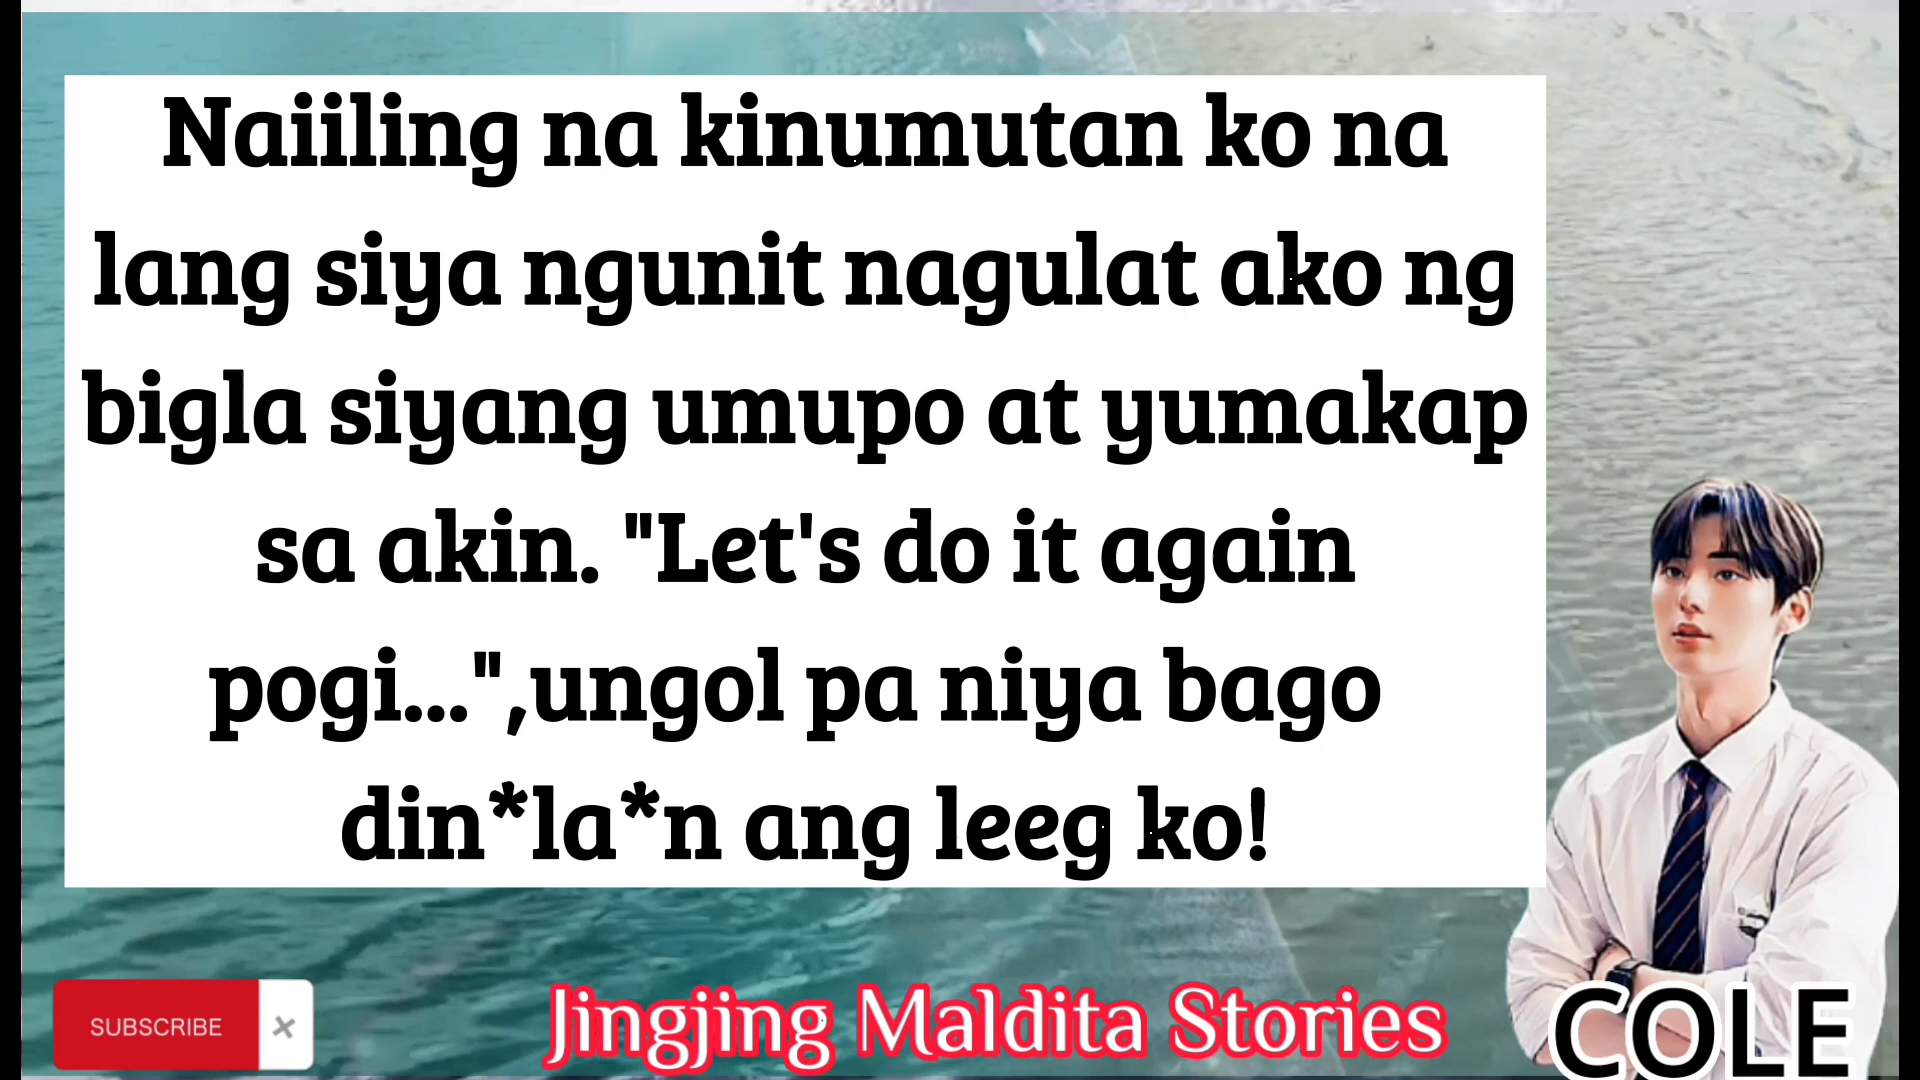 Naiiling na kinumutan ko na
lang siya ngunit nagulat ako ng
bigla siyang umupo at yumakap
sa akin. "Let's do it again
pogi...",ungol pa niya bago
din*la*n ang leeg ko!
SUBSCRIBE
Jingjing Maldita Stories
COLE